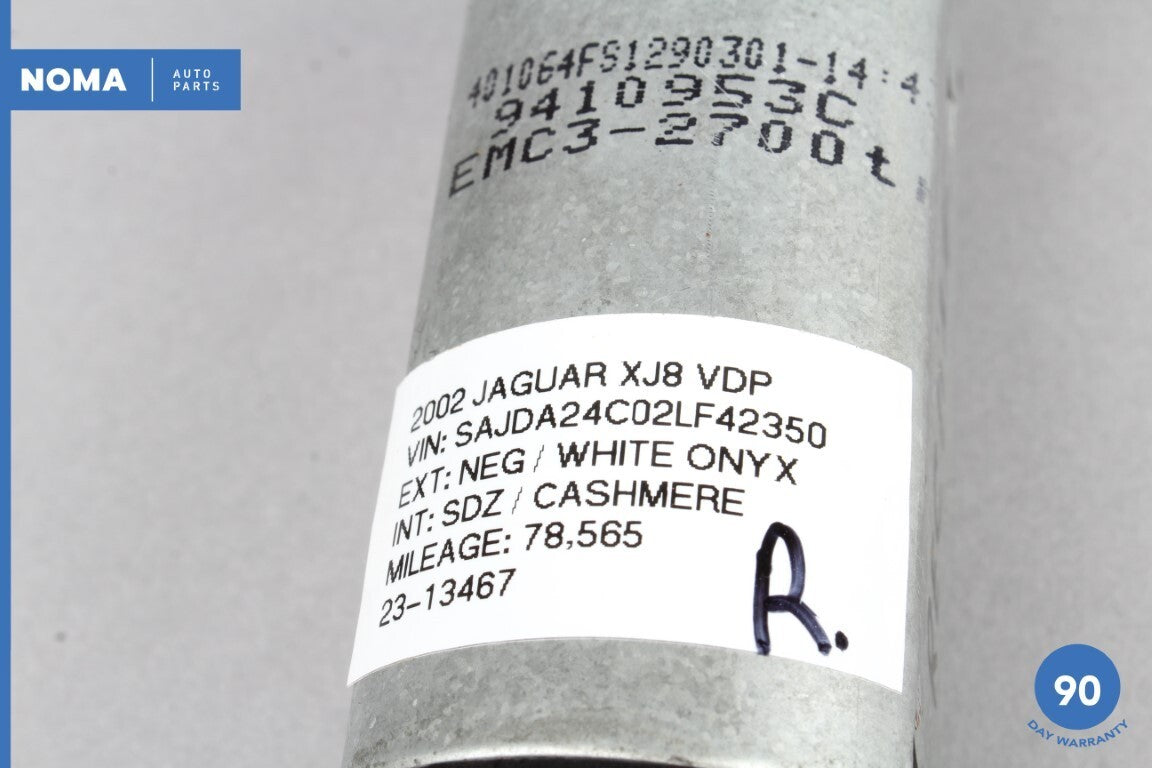 NOMA
AUTO
PARTS
401064FS1290301-14:4
9410953C
EMC3-2700t
2002 JAGUAR XJ8 VDP
VIN: SAJDA24C02LF42350
EXT: NEG / WHITE ONYX
INT: SDZ / CASHMERE
MILEAGE: 78,565
23-13467
R.
90
DAY WARRANTY